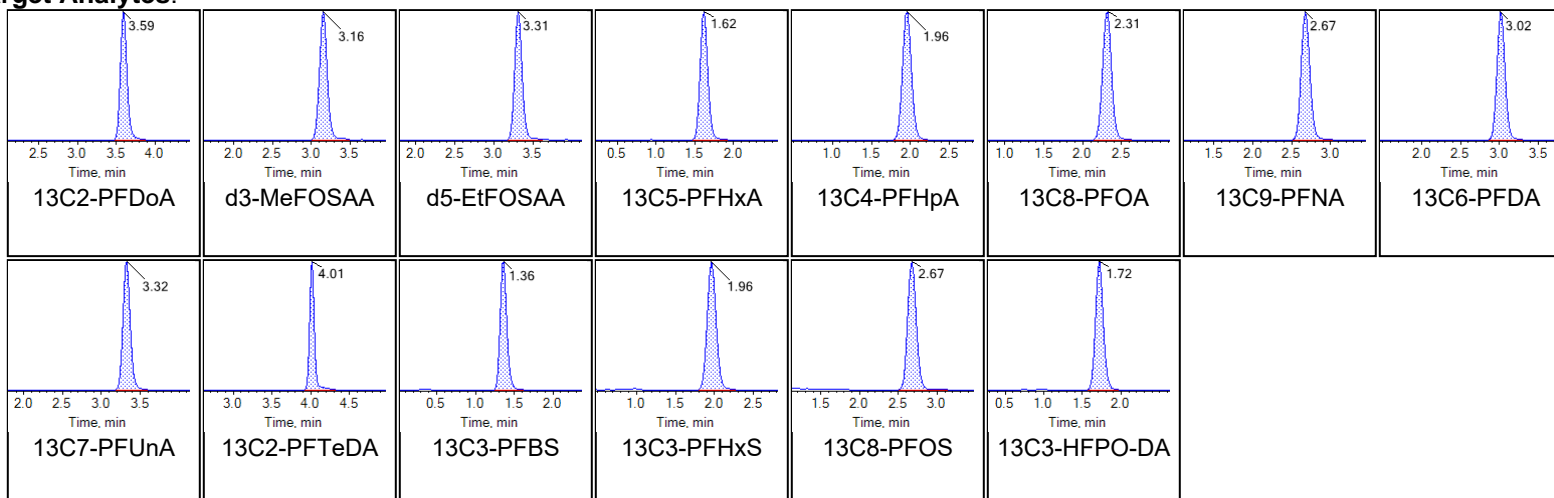 rget Analytes:
3.59 3.16 3.31 1.62 1.96 2.31 2.67 3.02
2.5 3.0 3.5 4.0 2.0 2.5 3.0 3.5 2.0 2.5 3.0 3.5 0.5 1.0 1.5 2.0 1.0 1.5 2.0 2.5 1.0 1.5 2.0 2.5 1.5 2.0 2.5 3.0 2.0 2.5 3.0 3.5
Time, min Time, min Time, min Time, min Time, min Time, min Time, min Time, min
13C2-PFDoA d3-MeFOSAA d5-EtFOSAA 13C5-PFHxA 13C4-PFHpA 13C8-PFOA 13C9-PFNA 13C6-PFDA
3.32 4.01 1.36 1.96 2.67 1.72
2.0 2.5 3.0 3.5 3.0 3.5 4.0 4.5 0.5 1.0 1.5 2.0 1.0 1.5 2.0 2.5 1.5 2.0 2.5 3.0 0.5 1.0 1.5 2.0
Time, min Time, min Time, min Time, min Time, min Time, min
13C7-PFUnA 13C2-PFTeDA 13C3-PFBS 13C3-PFHxS 13C8-PFOS 13C3-HFPO-DA